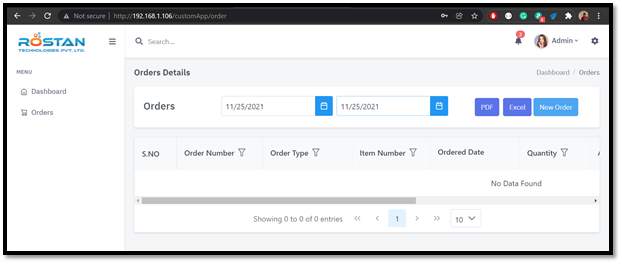 Not secure | http://192.168.1.106/customApp/order
ROSTAN
TECHNOLOGIES PVT. LTD.
Search...
3
Admin
MENU
Dashboard
Orders
Orders Details
Dashboard / Orders
Orders
11/25/2021
11/25/2021
PDF
Excel
New Order
S.NO
Order Number
Order Type
Item Number
Ordered Date
Quantity
A
No Data Found
Showing 0 to 0 of 0 entries
1
10